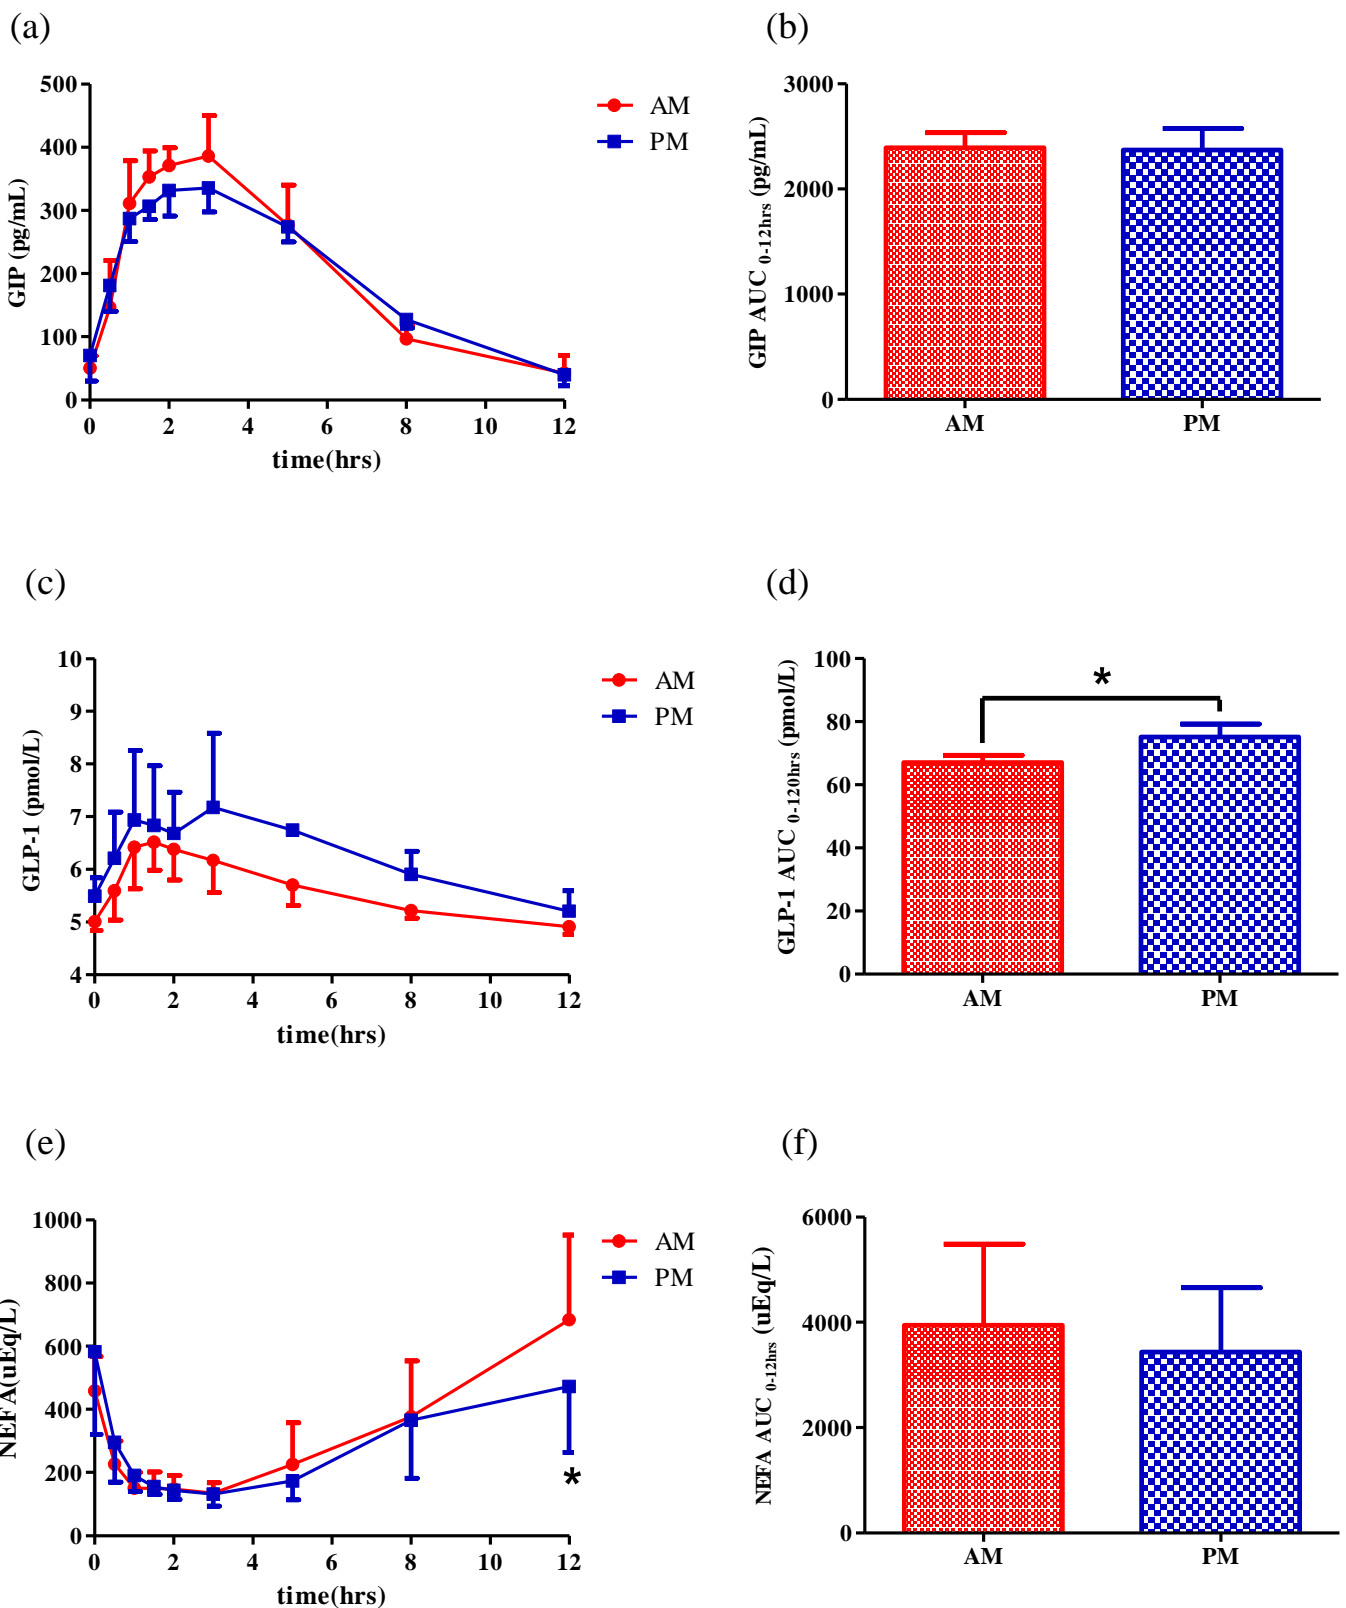 (a)
500
400
300
200
100
0
GIP (pg/mL)
0 2 4 6 8 10 12
time(hrs)
AM
PM
(b)
3000
2000
1000
0
GIP AUC 0-12hrs (pg/mL)
AM PM
(c)
10
9
8
7
6
5
4
GLP-1 (pmol/L)
0 2 4 6 8 10 12
time(hrs)
AM
PM
(d)
100
80
60
40
20
0
GLP-1 AUC 0-120hrs (pmol/L)
*
AM PM
(e)
1000
800
600
400
200
0
NEFA(uEq/L)
0 2 4 6 8 10 12
time(hrs)
AM
PM
*
(f)
6000
4000
2000
0
NEFA AUC 0-12hrs (uEq/L)
AM PM